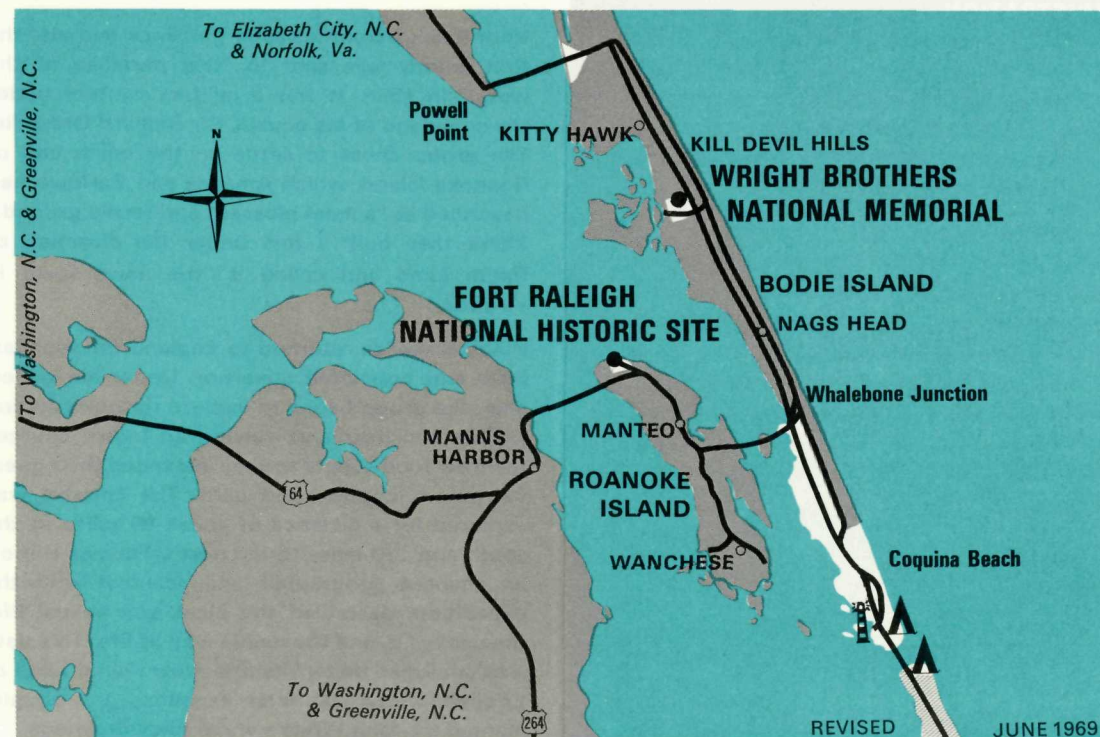 To Elizabeth City, N.C.
& Norfolk, Va.
To Washington, N.C. & Greenville, N.C.
Powell
Point
N
KITTY HAWK
KILL DEVIL HILLS
WRIGHT BROTHERS
NATIONAL MEMORIAL
BODIE ISLAND
FORT RALEIGH
NATIONAL HISTORIC SITE
NAGS HEAD
Whalebone Junction
MANTEO
MANNS
HARBOR
64
ROANOKE
ISLAND
WANCHESE
Coquina Beach
To Washington, N.C.
& Greenville, N.C.
264
REVISED JUNE 1969